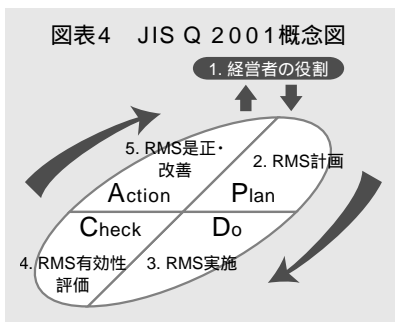 図表4 JIS Q 2001概念図
1. 経営者の役割
5. RMS是正・
改善
Action
2. RMS計画
Plan
Check
4. RMS有効性
評価
Do
3. RMS実施